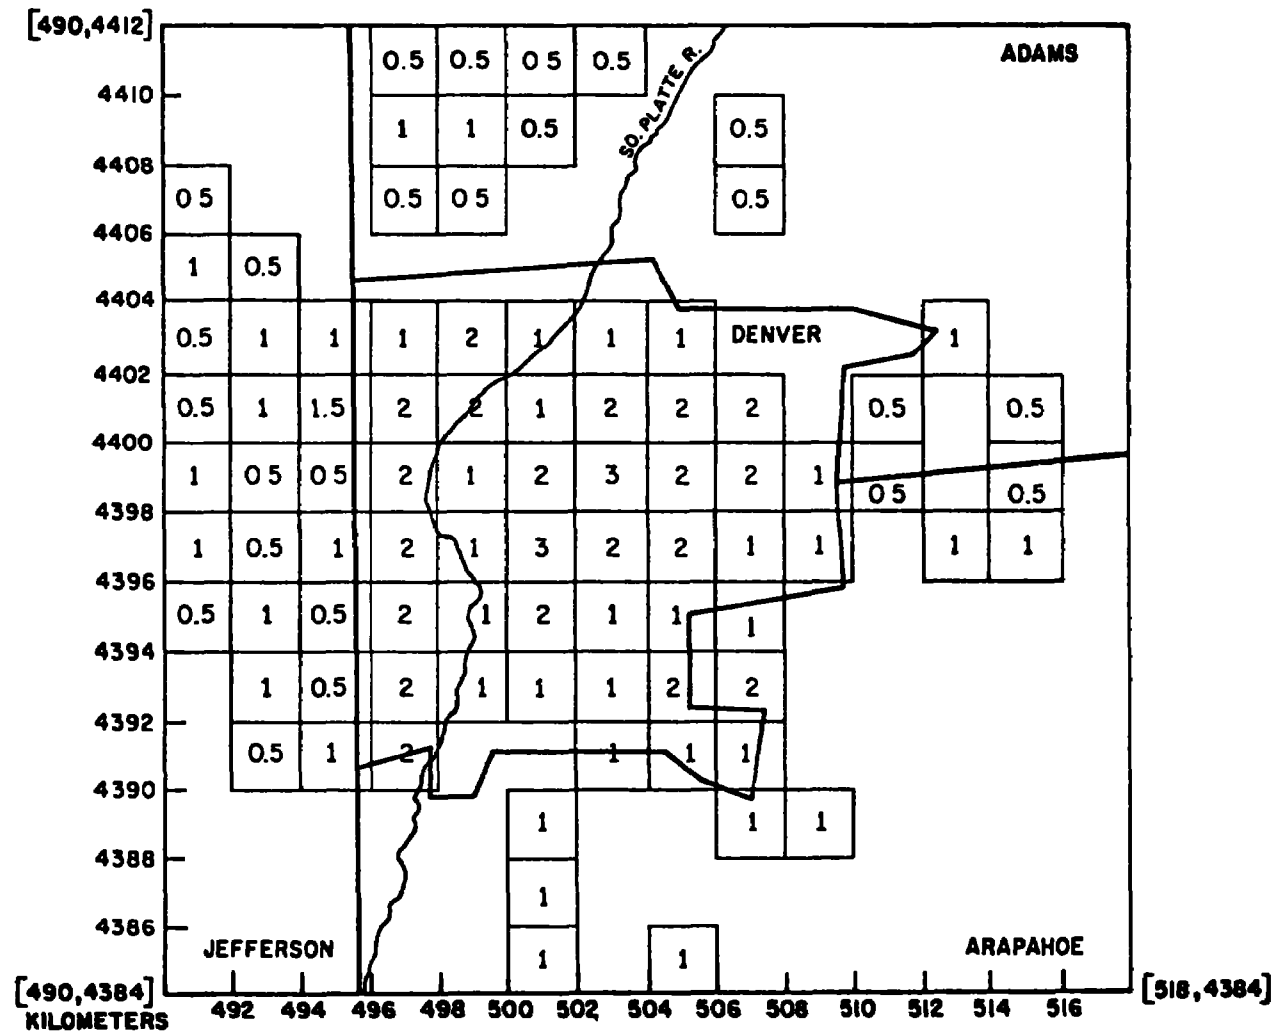 [490,4412]
ADAMS
0.5 0.5 0 5 0.5
SO. PLATTE R.
4410
1 1 0.5 0.5
4408
0 5 0.5 0 5 0.5
4406
1 0.5
4404
0.5 1 1 1 2 1 1 1 DENVER 1
4402
0.5 1 1.5 2 2 1 2 2 2 0.5 0.5
4400
1 0 5 0 5 2 1 2 3 2 2 1 0 5 0.5
4398
1 0.5 1 2 1 3 2 2 1 1 1 1
4396
0.5 1 0.5 2 1 2 1 1 1
4394
1 0.5 2 1 1 1 2 2
4392
0.5 1 2 1 1 1
4390
1 1 1
4388
1
4386
JEFFERSON 1 1 ARAPAHOE
[490,4384] [518,4384]
492 494 496 498 500 502 504 506 508 510 512 514 516
KILOMETERS